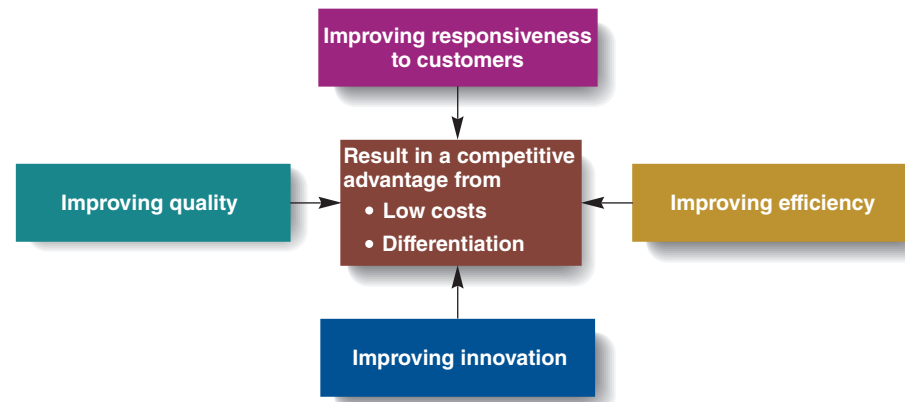 Improving responsiveness
to customers
Result in a competitive
advantage from
• Low costs
• Differentiation
Improving quality
Improving efficiency
Improving innovation